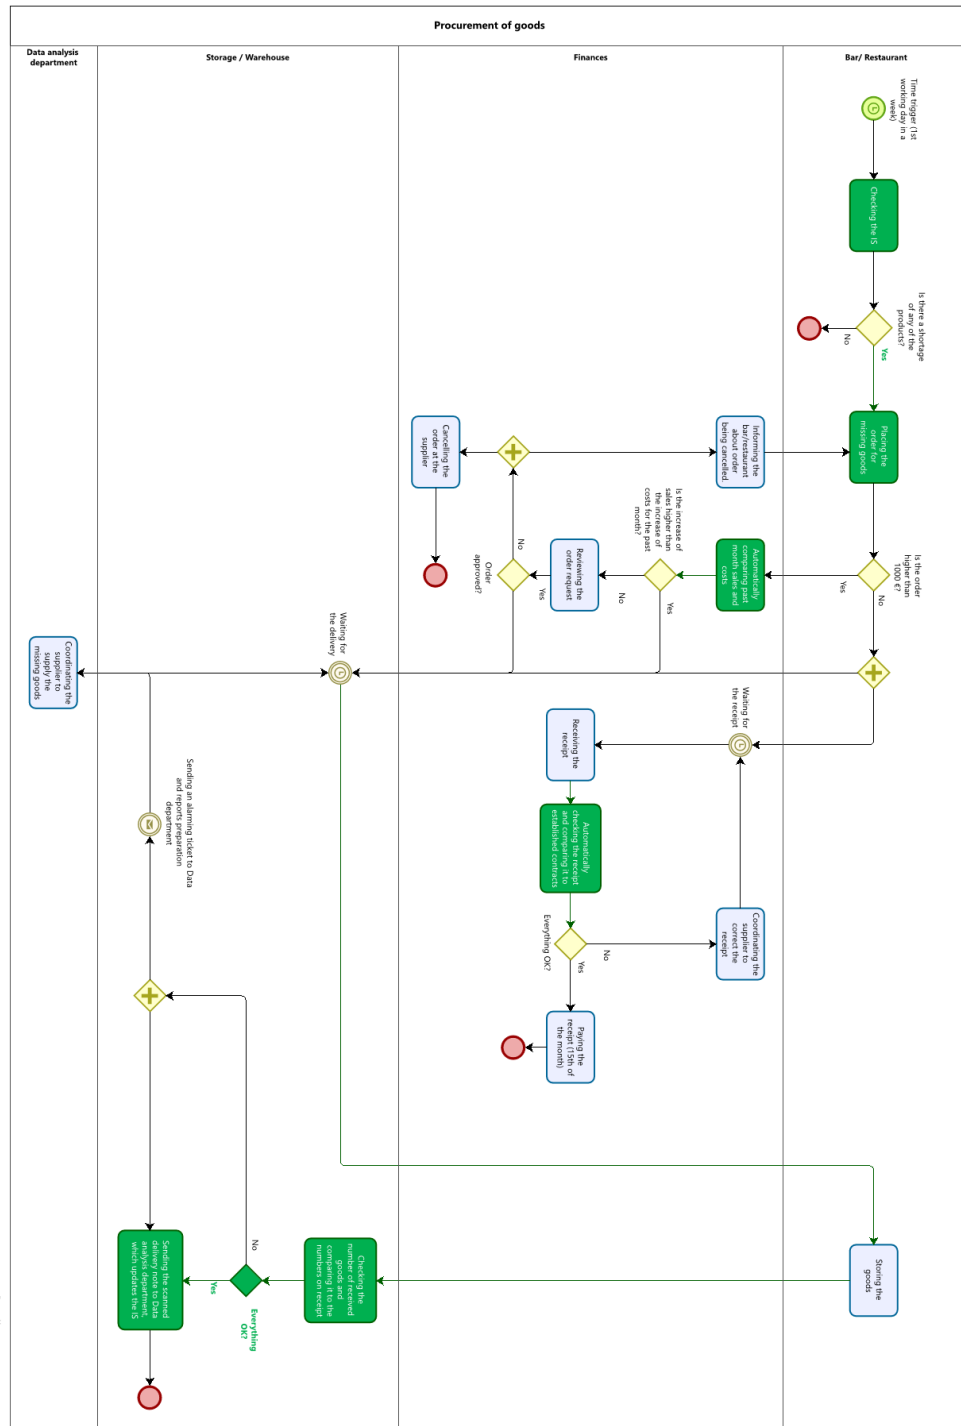 Procurement of goods
Data analysis
department
Storage / Warehouse
Finances
Bar/ Restaurant
Time trigger (1st
working day in a
week)
Checking the IS
Is there a shortage
of any of the
products?
No
Yes
Placing the
order for
missing goods
Informing the
bar/restaurant
about order
being cancelled.
Cancelling the
order at the
supplier
Is the order
higher than
1000 €?
Yes
No
Automatically
comparing past
month sales and
costs
Is the increase of
sales higher than
the increase of
costs for the past
month?
No
Yes
Reviewing the
order request
Order
approved?
No
Yes
Waiting for
the delivery
Coordinating the
supplier to
supply the
missing goods
Waiting for
the receipt
Receiving the
receipt
Automatically
checking the receipt
and comparing it to
established contracts
Everything OK?
No
Yes
Coordinating the
supplier to
correct the
receipt
Paying the
receipt (15th of
the month)
Sending an alarming ticket to Data
and reports preparation
department
Storing the
goods
Checking the
number of received
goods and
comparing it to the
numbers on receipt
Everything
OK?
No
Yes
Sending the scanned
delivery note to Data
analysis department,
which updates the IS